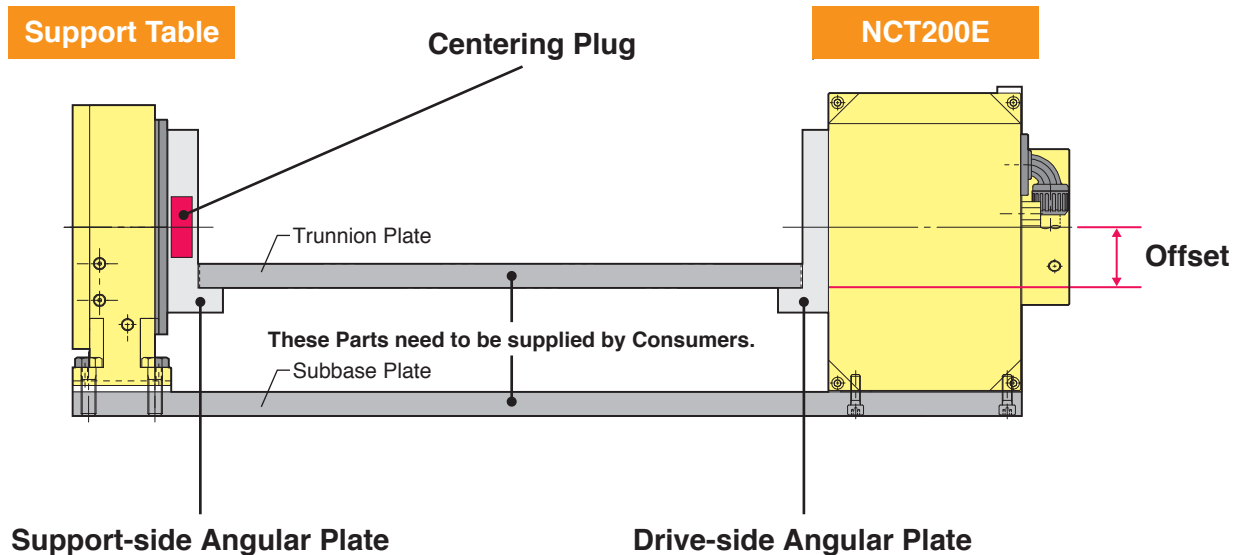 Support Table
Centering Plug
NCT200E
Trunnion Plate
Offset
These Parts need to be supplied by Consumers.
Subbase Plate
Support-side Angular Plate
Drive-side Angular Plate